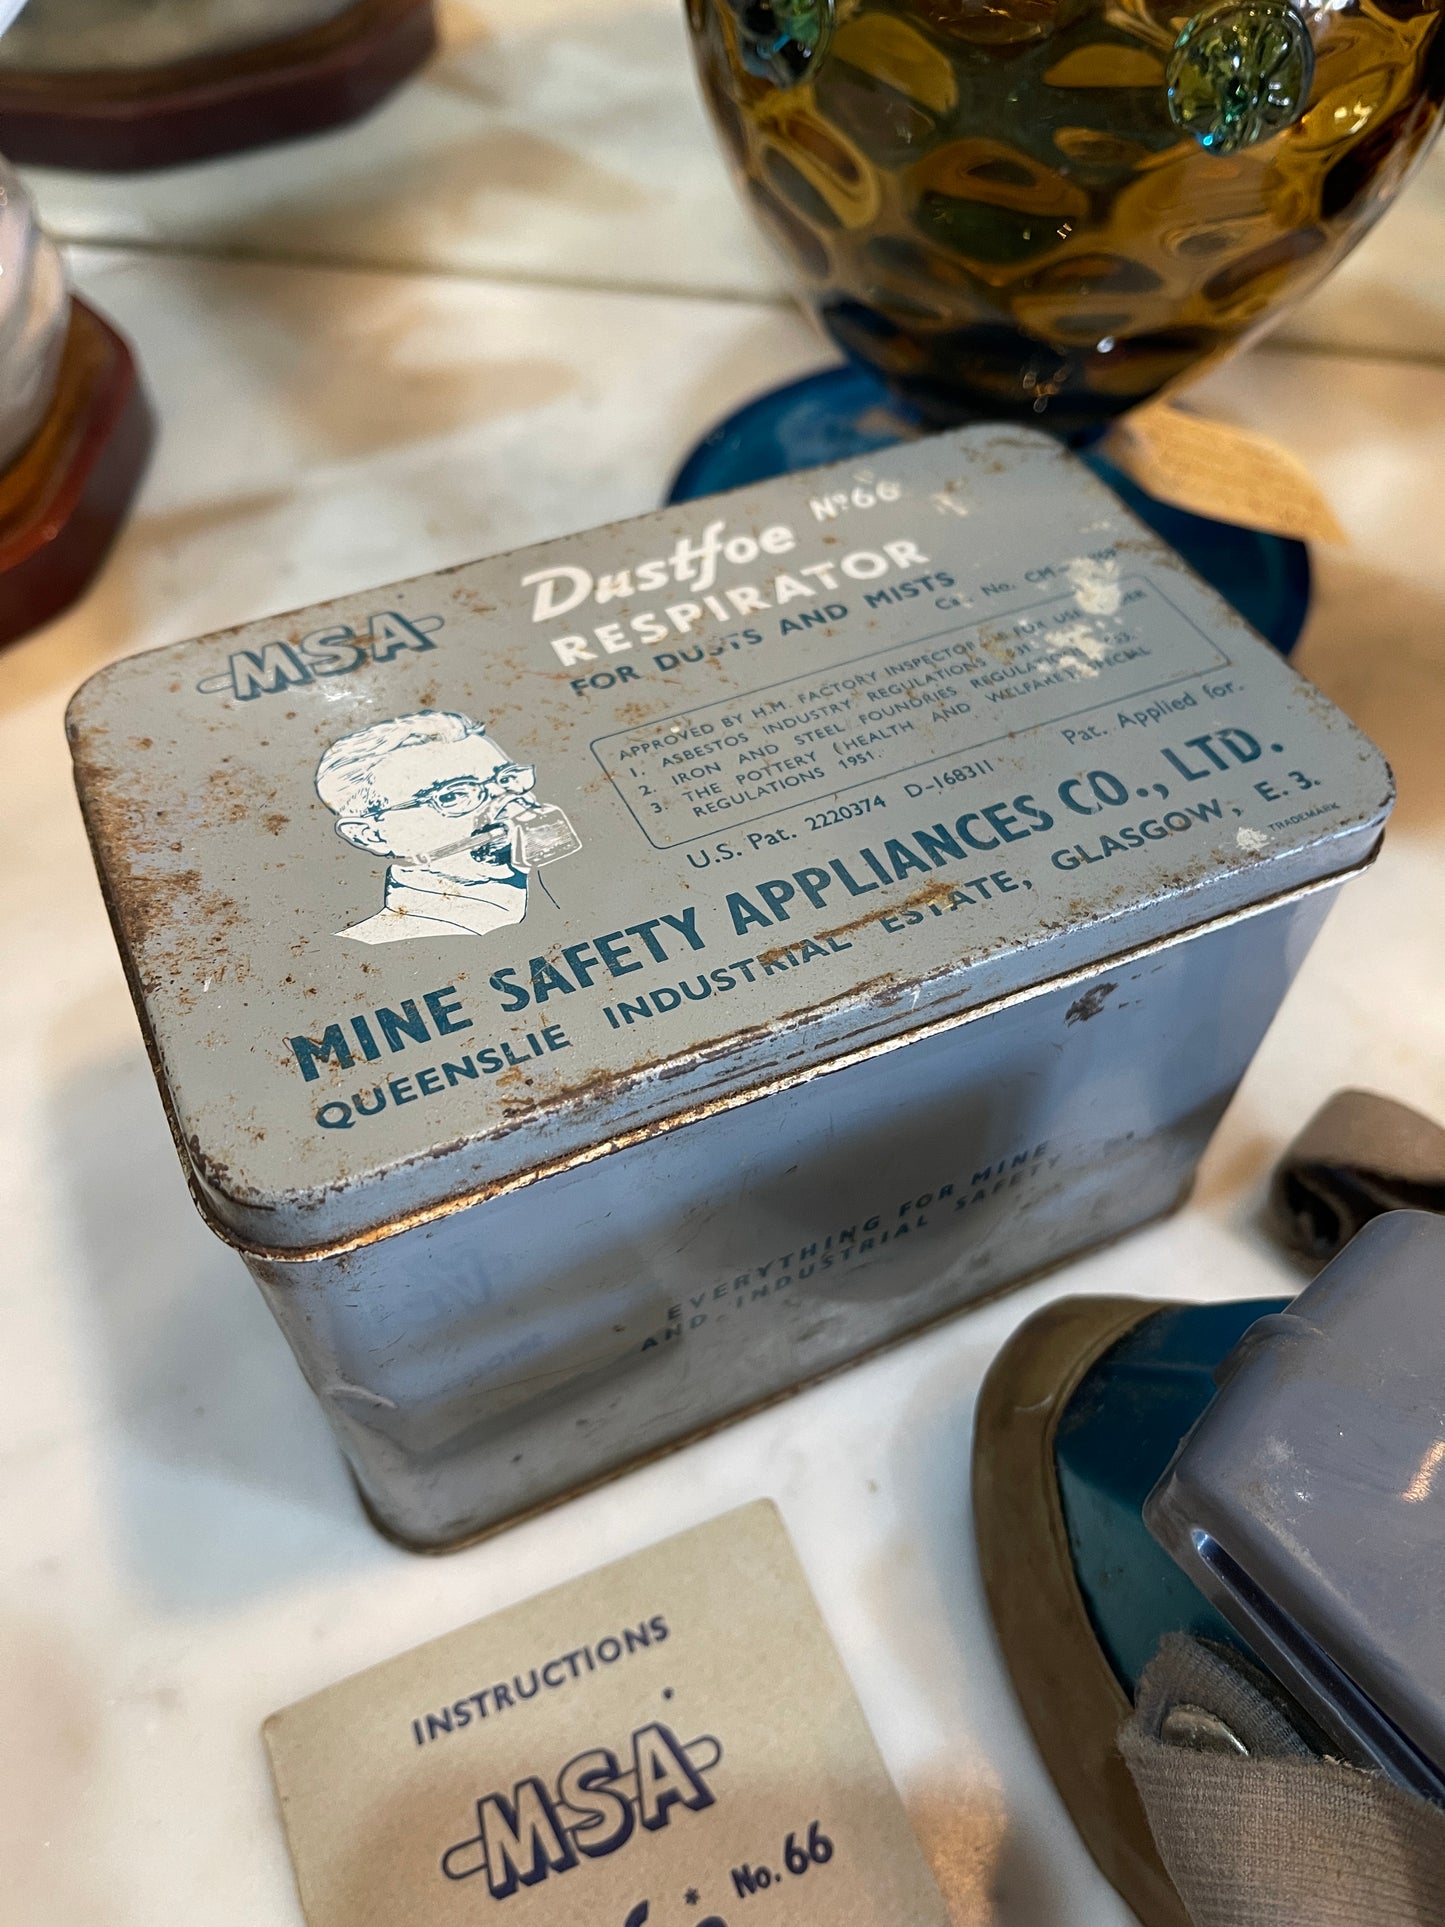 MSA
Dustfoe No 66
RESPIRATOR
FOR DUSTS AND MISTS
No. CM-
APPROVED BY H.M. FACTORY INSPECTOR FOR USE
1. ASBESTOS INDUSTRY REGULATIONS
2. IRON AND STEEL FOUNDRIES REGULATIONS
3. THE POTTERY (HEALTH AND WELFARE) SPECIAL
REGULATIONS 1951.
U.S. Pat. 2220374 D-168311 Pat. Applied for.
MINE SAFETY APPLIANCES CO., LTD.
QUEENSLIE INDUSTRIAL ESTATE, GLASGOW, E. 3.
TRADEMARK
EVERYTHING FOR MINE
AND INDUSTRIAL SAFETY
INSTRUCTIONS
MSA
No. 66